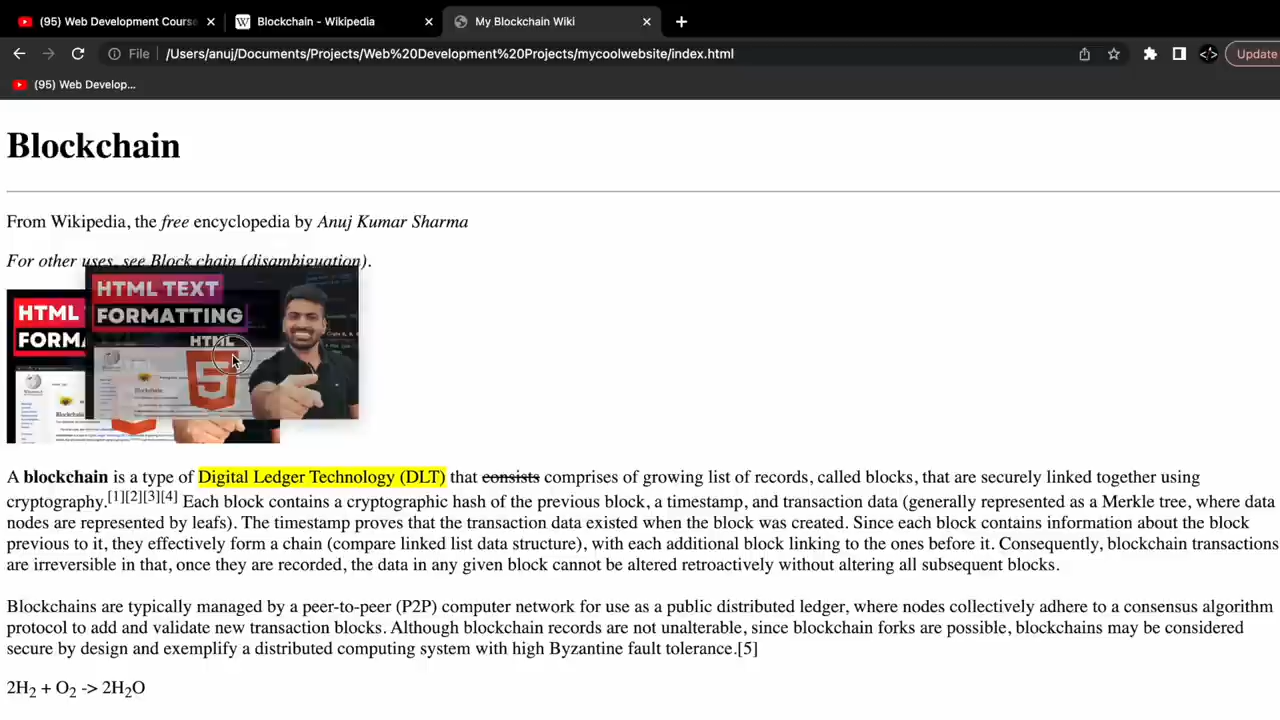 (95) Web Development Course
Blockchain - Wikipedia
My Blockchain Wiki
File
/Users/anuj/Documents/Projects/Web%20Development%20Projects/mycoolwebsite/index.html
Update
(95) Web Develop...
Blockchain
From Wikipedia, the free encyclopedia by Anuj Kumar Sharma
For other uses, see Block chain (disambiguation).
HTML TEXT
FORMATTING
HTML
5
Blockchain
HTML
FORM
Blockchain
A blockchain is a type of Digital Ledger Technology (DLT) that consists comprises of growing list of records, called blocks, that are securely linked together using
cryptography.[1][2][3][4] Each block contains a cryptographic hash of the previous block, a timestamp, and transaction data (generally represented as a Merkle tree, where data
nodes are represented by leafs). The timestamp proves that the transaction data existed when the block was created. Since each block contains information about the block
previous to it, they effectively form a chain (compare linked list data structure), with each additional block linking to the ones before it. Consequently, blockchain transactions
are irreversible in that, once they are recorded, the data in any given block cannot be altered retroactively without altering all subsequent blocks.
Blockchains are typically managed by a peer-to-peer (P2P) computer network for use as a public distributed ledger, where nodes collectively adhere to a consensus algorithm
protocol to add and validate new transaction blocks. Although blockchain records are not unalterable, since blockchain forks are possible, blockchains may be considered
secure by design and exemplify a distributed computing system with high Byzantine fault tolerance.[5]
2H2 + O2 -> 2H2O